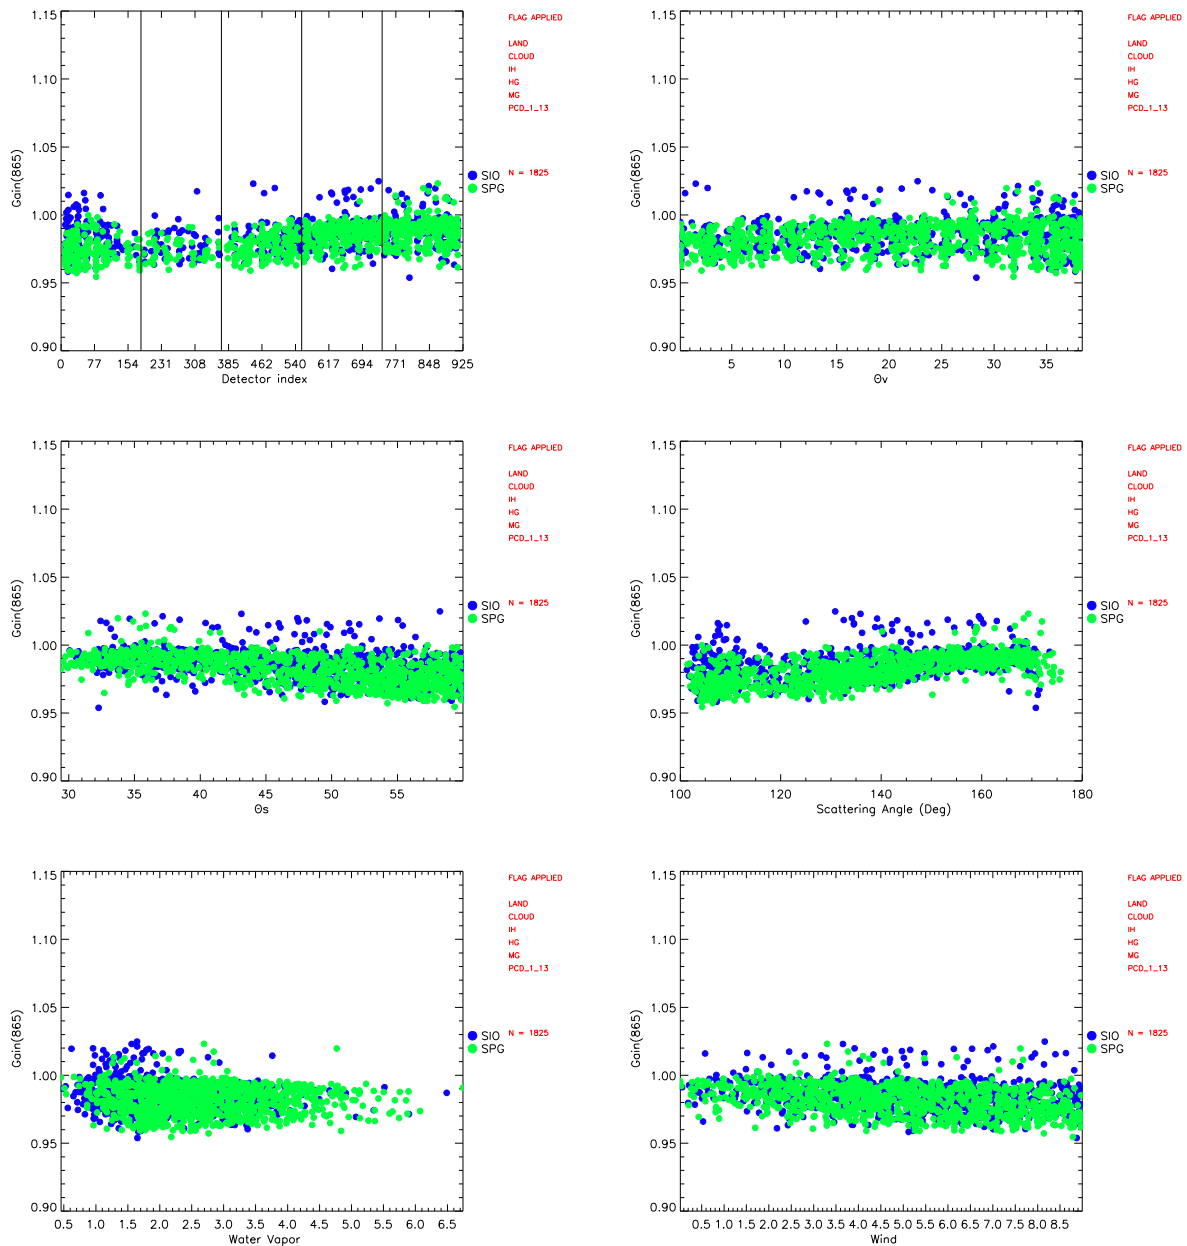 1.15
1.10
1.05
1.00
0.95
0.90
Gain(865)
0 77 154 231 308 385 462 540 617 694 771 848 925
Detector index
FLAG APPLIED
LAND
CLOUD
IH
HG
MG
PCD_1_13
N = 1825
SIO
SPG
1.15
1.10
1.05
1.00
0.95
0.90
Gain(865)
5 10 15 20 25 30 35
Θv
FLAG APPLIED
LAND
CLOUD
IH
HG
MG
PCD_1_13
N = 1825
SIO
SPG
1.15
1.10
1.05
1.00
0.95
0.90
Gain(865)
30 35 40 45 50 55
Θs
FLAG APPLIED
LAND
CLOUD
IH
HG
MG
PCD_1_13
N = 1825
SIO
SPG
1.15
1.10
1.05
1.00
0.95
0.90
Gain(865)
100 120 140 160 180
Scattering Angle (Deg)
FLAG APPLIED
LAND
CLOUD
IH
HG
MG
PCD_1_13
N = 1825
SIO
SPG
1.15
1.10
1.05
1.00
0.95
0.90
Gain(865)
0.5 1.0 1.5 2.0 2.5 3.0 3.5 4.0 4.5 5.0 5.5 6.0 6.5
Water Vapor
FLAG APPLIED
LAND
CLOUD
IH
HG
MG
PCD_1_13
N = 1825
SIO
SPG
1.15
1.10
1.05
1.00
0.95
0.90
Gain(865)
0.5 1.0 1.5 2.0 2.5 3.0 3.5 4.0 4.5 5.0 5.5 6.0 6.5 7.0 7.5 8.0 8.5
Wind
FLAG APPLIED
LAND
CLOUD
IH
HG
MG
PCD_1_13
N = 1825
SIO
SPG